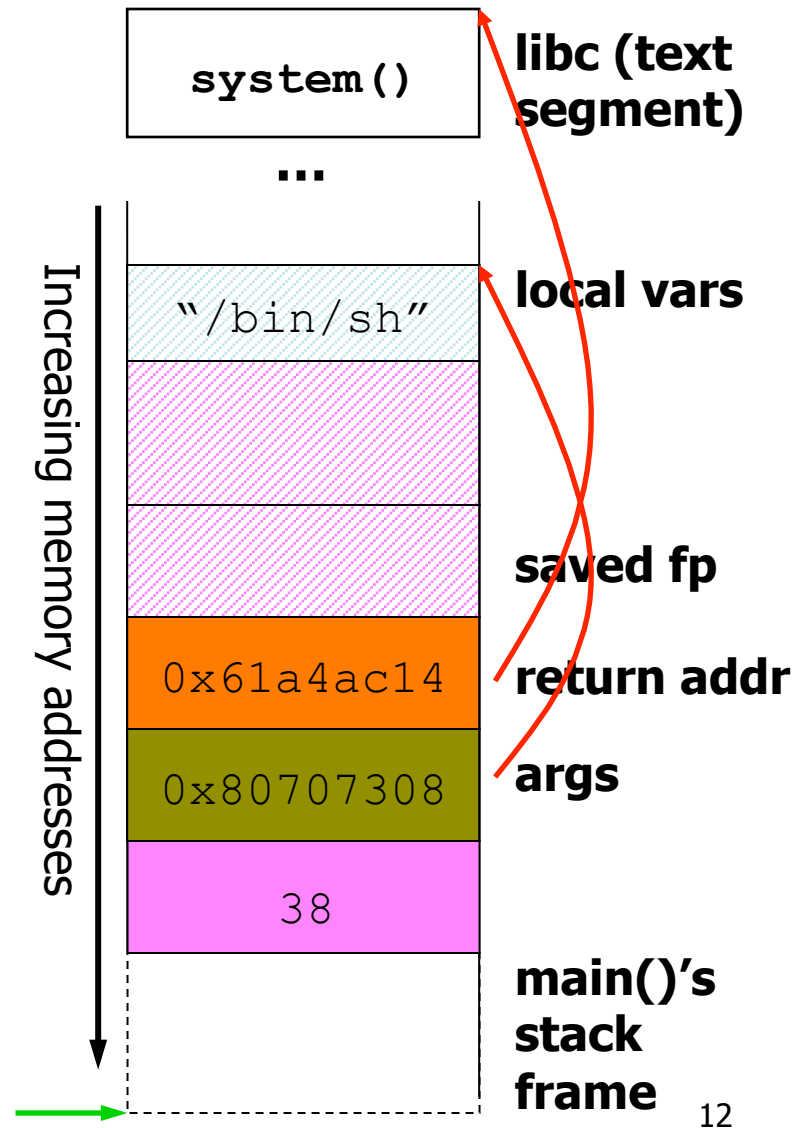 system()
libc (text
segment)
...
Increasing memory addresses
“/bin/sh”
local vars
saved fp
0x61a4ac14
return addr
0x80707308
args
38
main()’s
stack
frame
12